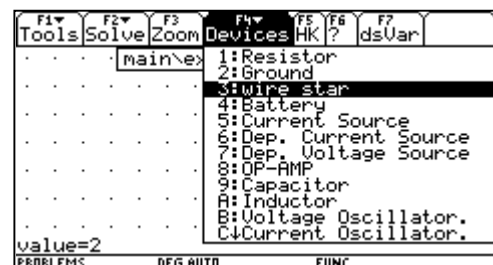 F1▾ F2▾ F3 F4▾ F5 F6 F7
Tools Solve Zoom Devices HK ? dsVar
main\ex
1:Resistor
2:Ground
3:wire star
4:Battery
5:Current Source
6:Dep. Current Source
7:Dep. Voltage Source
8:OP-AMP
9:Capacitor
A:Inductor
B:Voltage Oscillator.
C↓Current Oscillator.
value=2
PROBLEMS DEG AUTO FUNC